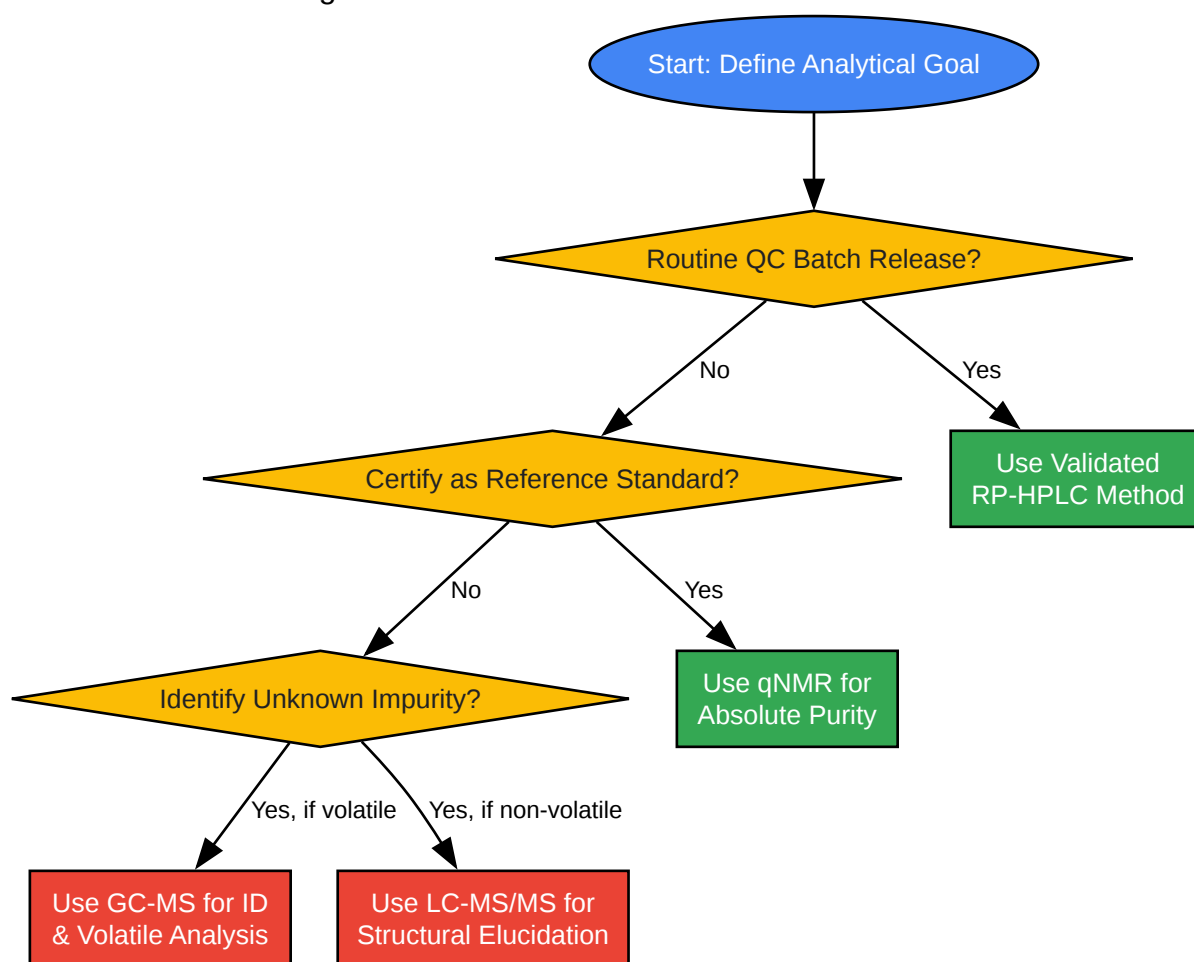 Start: Define Analytical Goal
Routine QC Batch Release?
No
Yes
Certify as Reference Standard?
Use Validated
RP-HPLC Method
No
Yes
Identify Unknown Impurity?
Use qNMR for
Absolute Purity
Yes, if volatile
Yes, if non-volatile
Use GC-MS for ID
& Volatile Analysis
Use LC-MS/MS for
Structural Elucidation